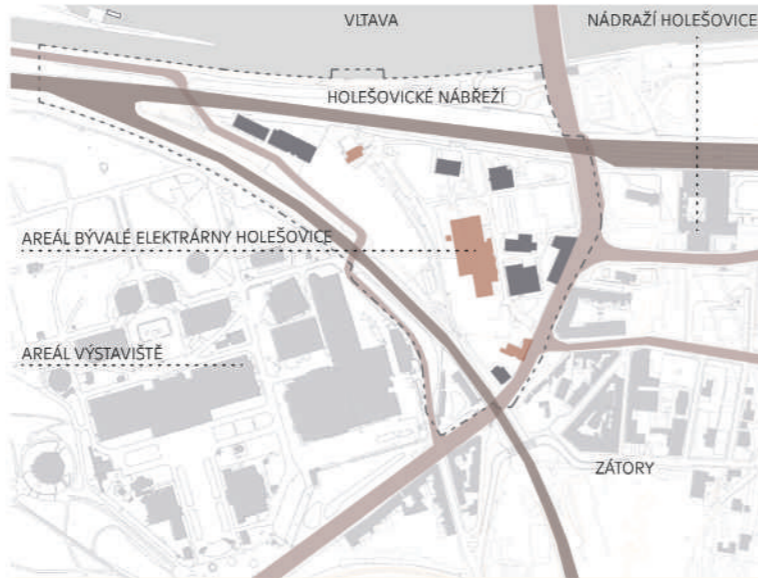 VLTAVA
NÁDRAŽÍ HOLEŠOVICE
HOLEŠOVICKÉ NÁBŘEŽÍ
AREÁL BÝVALÉ ELEKTRÁRNY HOLEŠOVICE
AREÁL VÝSTAVIŠTĚ
ZÁTORY